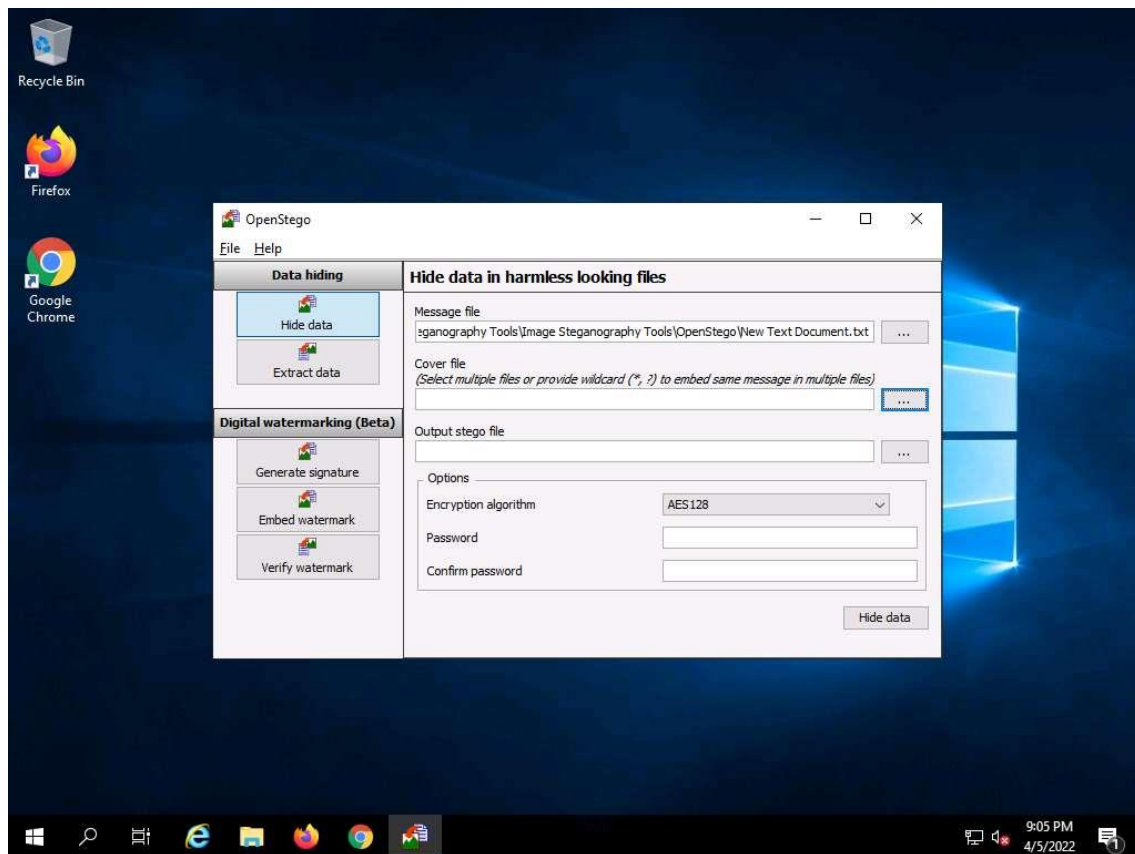 Recycle Bin
Firefox
Google
Chrome
OpenStego
File Help
Data hiding
Hide data
Extract data
Digital watermarking (Beta)
Generate signature
Embed watermark
Verify watermark
Hide data in harmless looking files
Message file
eganography Tools\Image Steganography Tools\OpenStego\New Text Document.txt
...
Cover file
(Select multiple files or provide wildcard (*, ?) to embed same message in multiple files)
...
Output stego file
...
Options
Encryption algorithm AES128
Password
Confirm password
Hide data
9:05 PM
4/5/2022
1